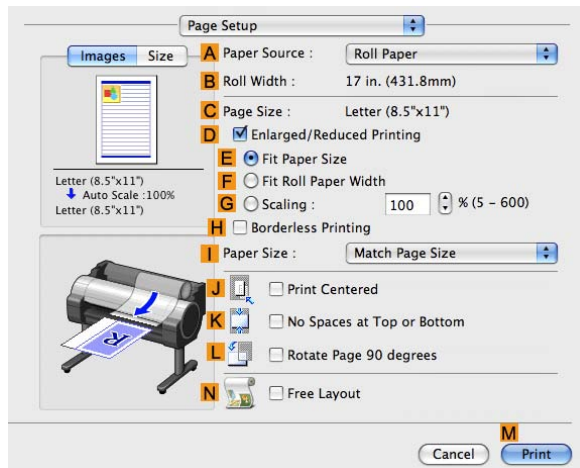 Page Setup
Images Size
A Paper Source : Roll Paper
B Roll Width : 17 in. (431.8mm)
C Page Size : Letter (8.5"x11")
D Enlarged/Reduced Printing
E Fit Paper Size
F Fit Roll Paper Width
G Scaling : 100 % (5 - 600)
Letter (8.5"x11")
Auto Scale :100%
Letter (8.5"x11")
H Borderless Printing
I Paper Size : Match Page Size
J Print Centered
K No Spaces at Top or Bottom
L Rotate Page 90 degrees
N Free Layout
M
Cancel Print